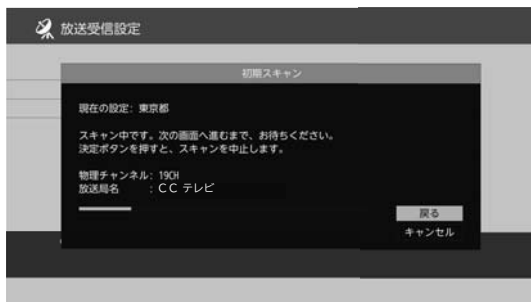 放送受信設定
初期スキャン
現在の設定: 東京都
スキャン中です。次の画面へ進むまで、お待ちください。
決定ボタンを押すと、スキャンを中止します。
物理チャンネル: 19CH
放送局名 : CC テレビ
戻る
キャンセル